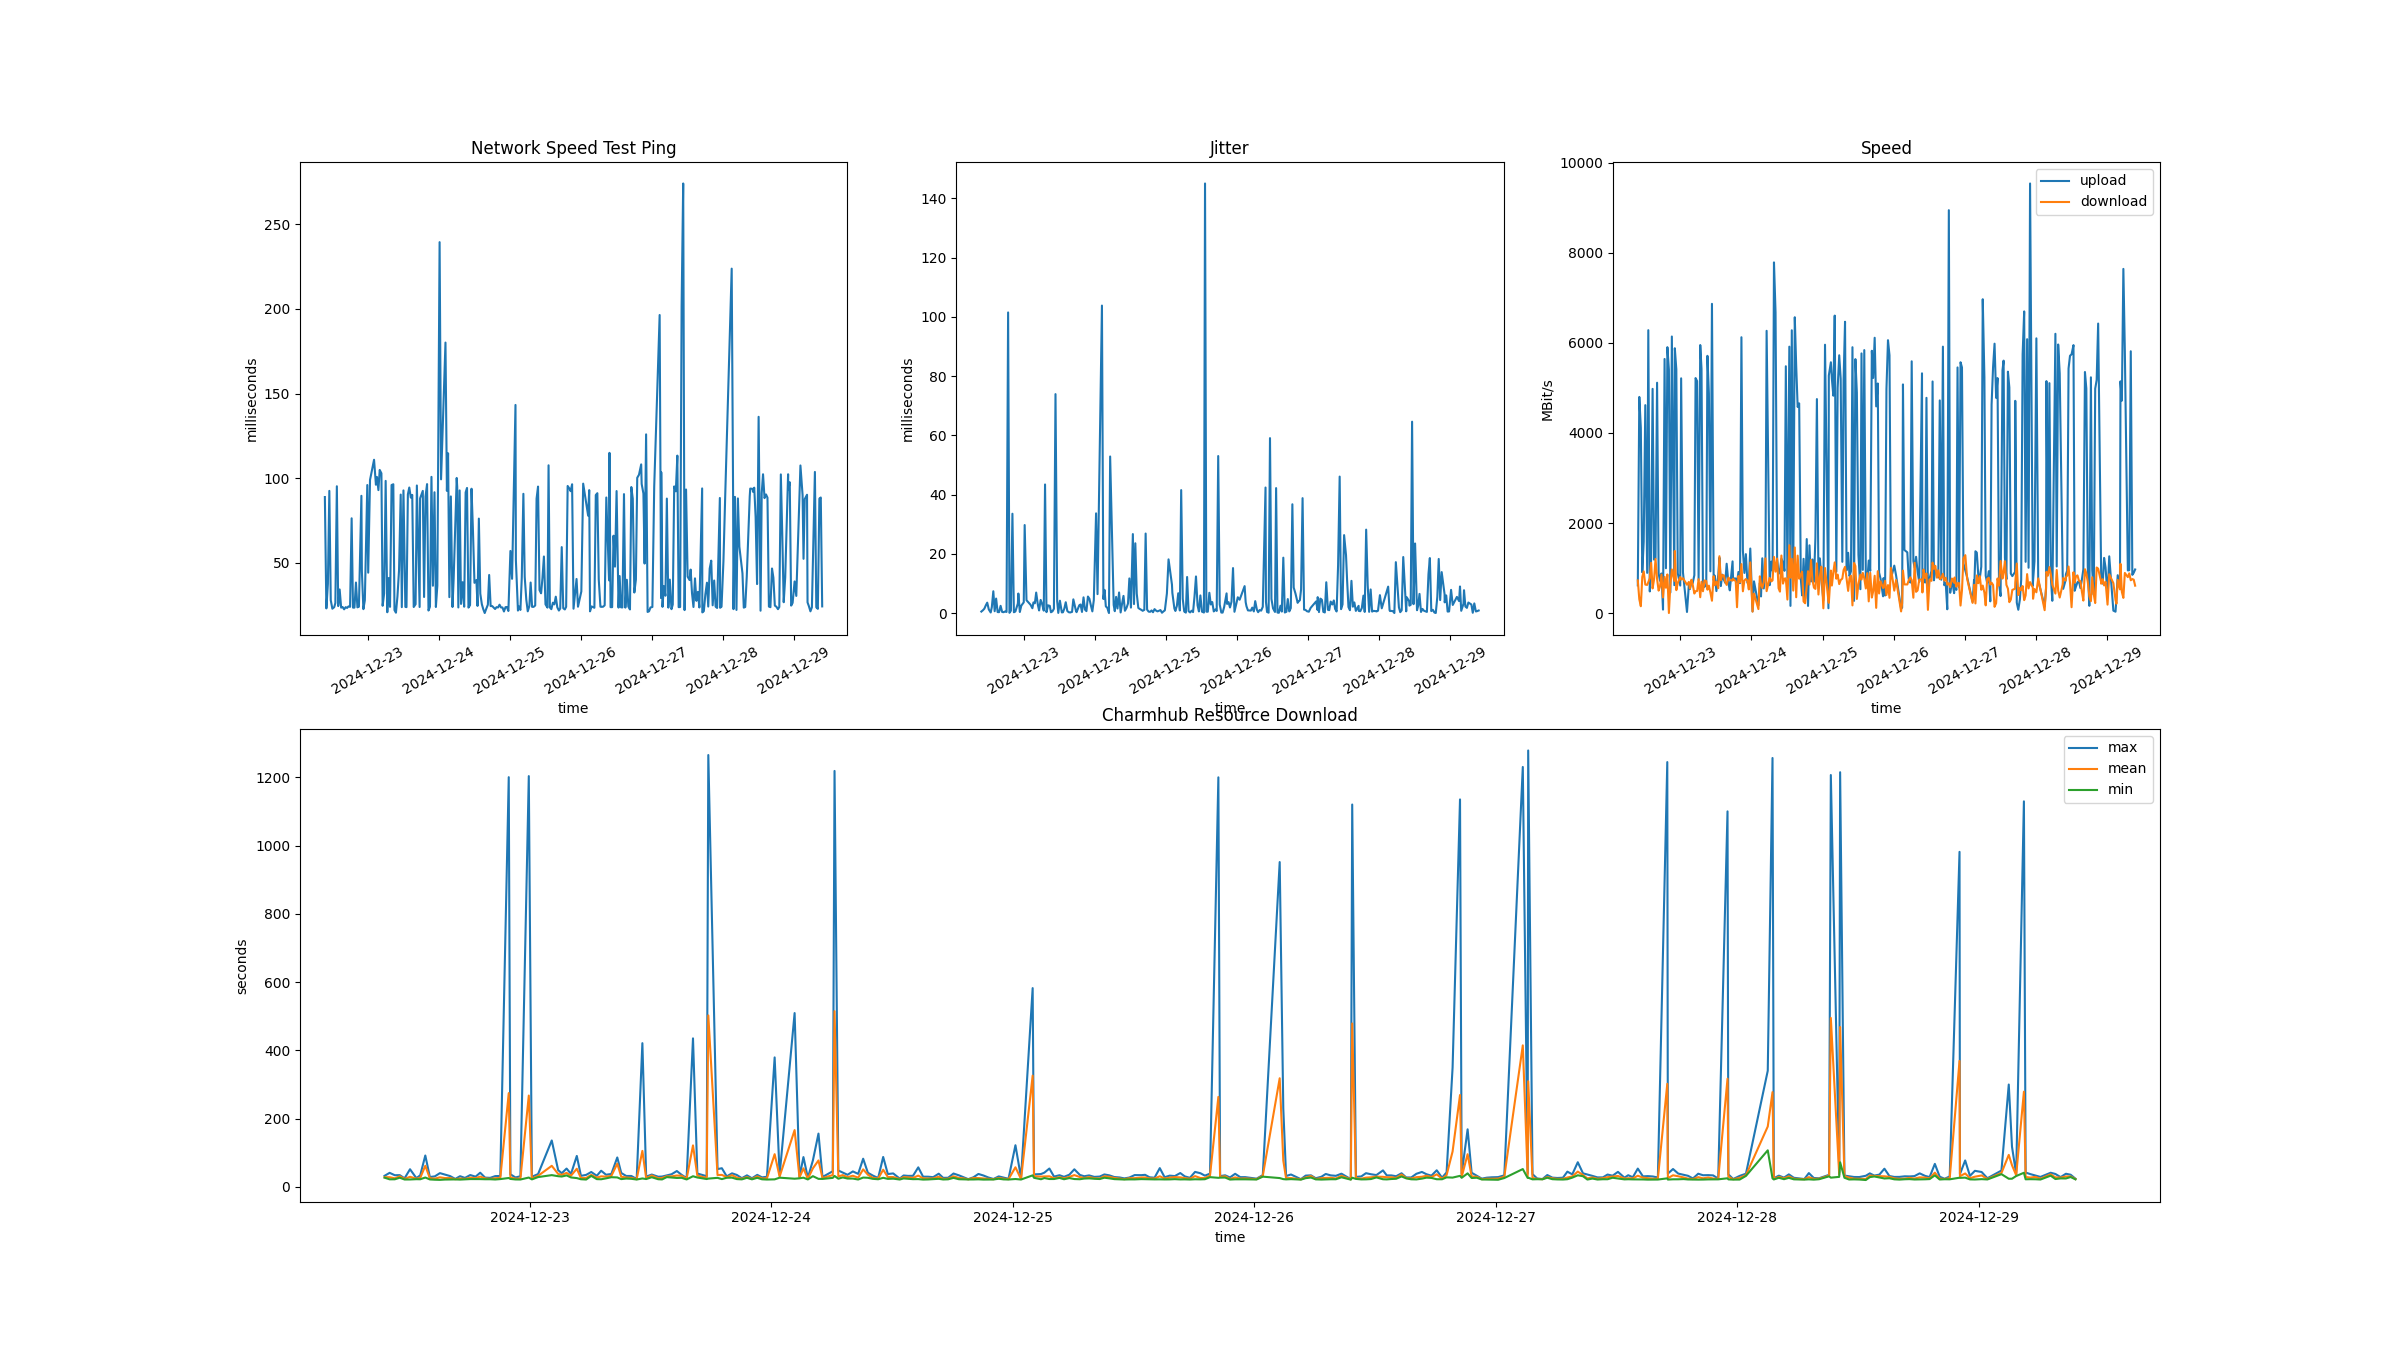 Network Speed Test Ping
milliseconds
250
200
150
100
50
2024-12-23 2024-12-24 2024-12-25 2024-12-26 2024-12-27 2024-12-28 2024-12-29
time
Jitter
milliseconds
140
120
100
80
60
40
20
0
2024-12-23 2024-12-24 2024-12-25 2024-12-26 2024-12-27 2024-12-28 2024-12-29
time
Speed
MBit/s
10000
8000
6000
4000
2000
0
upload
download
2024-12-23 2024-12-24 2024-12-25 2024-12-26 2024-12-27 2024-12-28 2024-12-29
time
Charmhub Resource Download
seconds
1200
1000
800
600
400
200
0
max
mean
min
2024-12-23 2024-12-24 2024-12-25 2024-12-26 2024-12-27 2024-12-28 2024-12-29
time